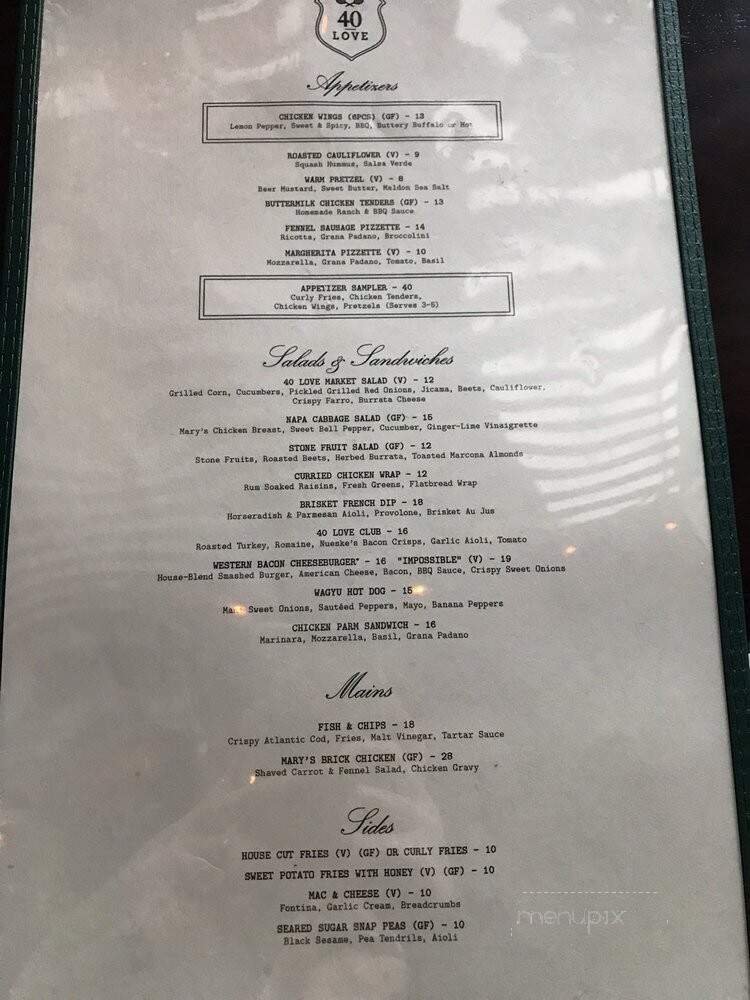 40
LOVE
Appetizers
CHICKEN WINGS (6PCS) (GF) - 13
Lemon Pepper, Sweet & Spicy, BBQ, Buttery Buffalo or Hot
ROASTED CAULIFLOWER (V) - 9
Squash Hummus, Salsa Verde
WARM PRETZEL (V) - 8
Beer Mustard, Sweet Butter, Maldon Sea Salt
BUTTERMILK CHICKEN TENDERS (GF) - 13
Homemade Ranch & BBQ Sauce
FENNEL SAUSAGE PIZZETTE - 14
Ricotta, Grana Padano, Broccolini
MARGHERITA PIZZETTE (V) - 10
Mozzarella, Grana Padano, Tomato, Basil
APPETIZER SAMPLER - 40
Curly Fries, Chicken Tenders,
Chicken Wings, Pretzels (Serves 3-5)
Salads & Sandwiches
40 LOVE MARKET SALAD (V) - 12
Grilled Corn, Cucumbers, Pickled Grilled Red Onions, Jicama, Beets, Cauliflower,
Crispy Farro, Burrata Cheese
NAPA CABBAGE SALAD (GF) - 15
Mary's Chicken Breast, Sweet Bell Pepper, Cucumber, Ginger-Lime Vinaigrette
STONE FRUIT SALAD (GF) - 12
Stone Fruits, Roasted Beets, Herbed Burrata, Toasted Marcona Almonds
CURRIED CHICKEN WRAP - 12
Rum Soaked Raisins, Fresh Greens, Flatbread Wrap
BRISKET FRENCH DIP - 18
Horseradish & Parmesan Aioli, Provolone, Brisket Au Jus
40 LOVE CLUB - 16
Roasted Turkey, Romaine, Nueske's Bacon Crisps, Garlic Aioli, Tomato
WESTERN BACON CHEESEBURGER* - 16 "IMPOSSIBLE" (V) - 19
House-Blend Smashed Burger, American Cheese, Bacon, BBQ Sauce, Crispy Sweet Onions
WAGYU HOT DOG - 15
Sweet Onions, Sautéed Peppers, Mayo, Banana Peppers
CHICKEN PARM SANDWICH - 16
Marinara, Mozzarella, Basil, Grana Padano
Mains
FISH & CHIPS - 18
Crispy Atlantic Cod, Fries, Malt Vinegar, Tartar Sauce
MARY'S BRICK CHICKEN (GF) - 28
Shaved Carrot & Fennel Salad, Chicken Gravy
Sides
HOUSE CUT FRIES (V) (GF) OR CURLY FRIES - 10
SWEET POTATO FRIES WITH HONEY (V) (GF) - 10
MAC & CHEESE (V) - 10
Fontina, Garlic Cream, Breadcrumbs
SEARED SUGAR SNAP PEAS (GF) - 10
Black Sesame, Pea Tendrils, Aioli
menupix